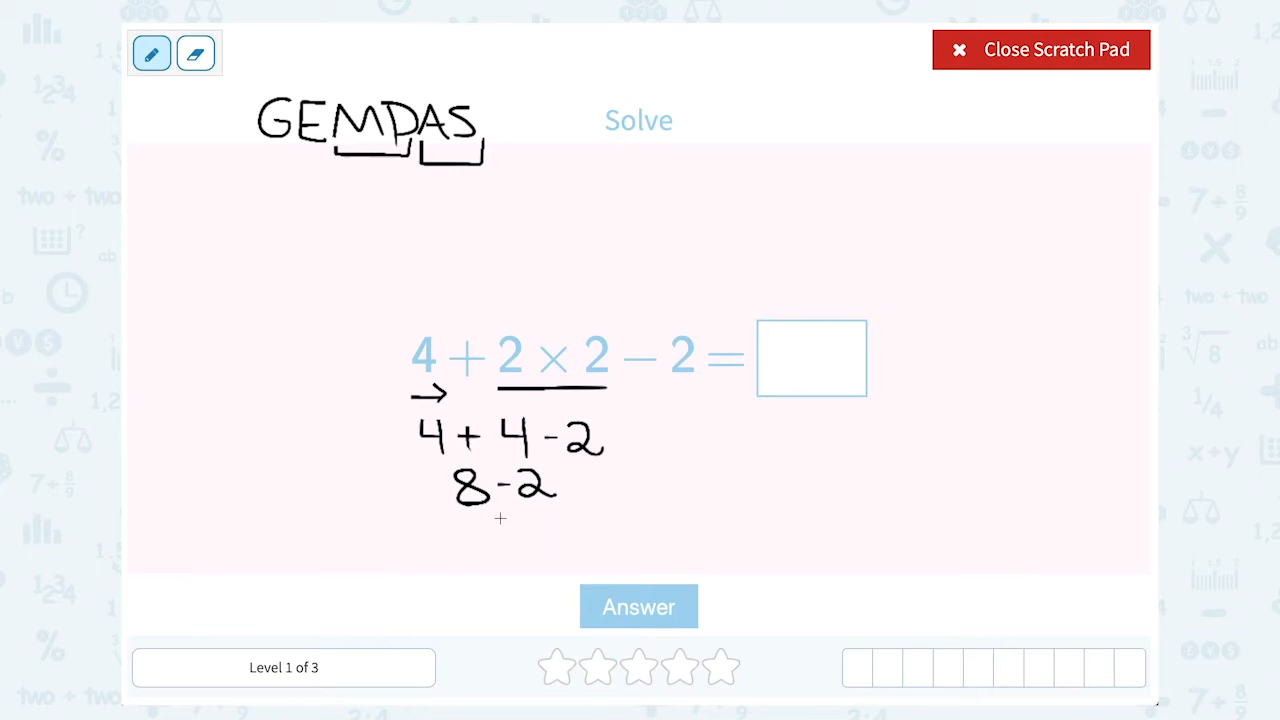 Close Scratch Pad
GEMDAS
Solve
4 + 2 × 2 − 2 =
4 + 4 - 2
8 - 2
Answer
Level 1 of 3